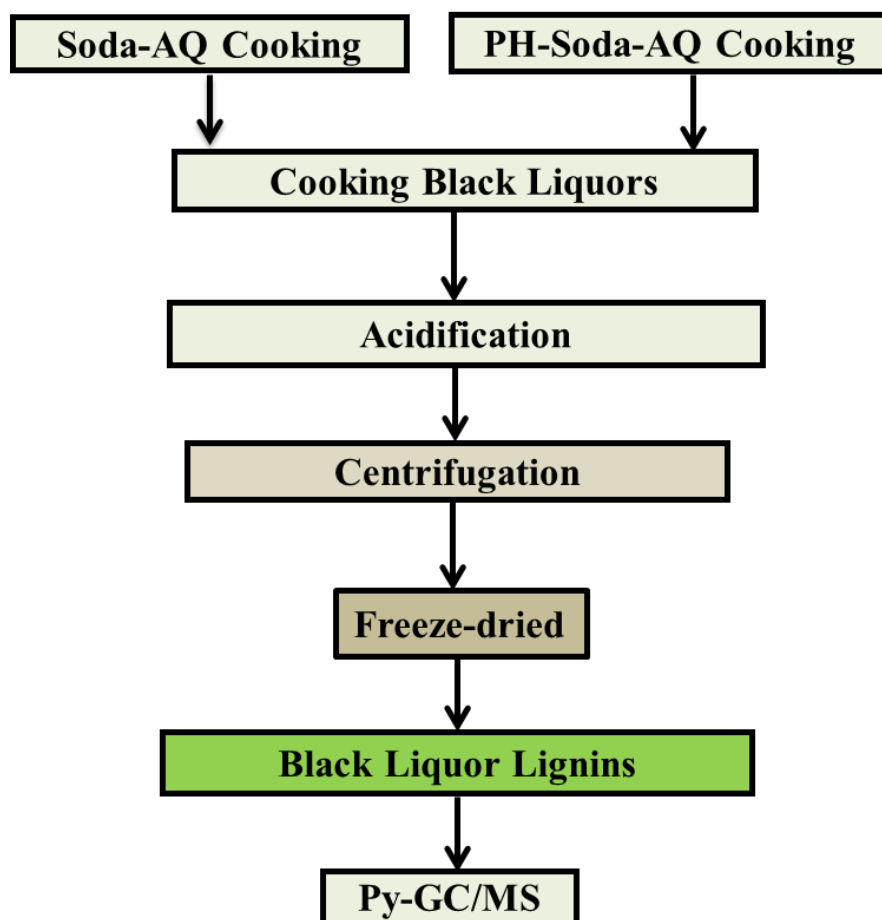 Soda-AQ Cooking
PH-Soda-AQ Cooking
Cooking Black Liquors
Acidification
Centrifugation
Freeze-dried
Black Liquor Lignins
Py-GC/MS